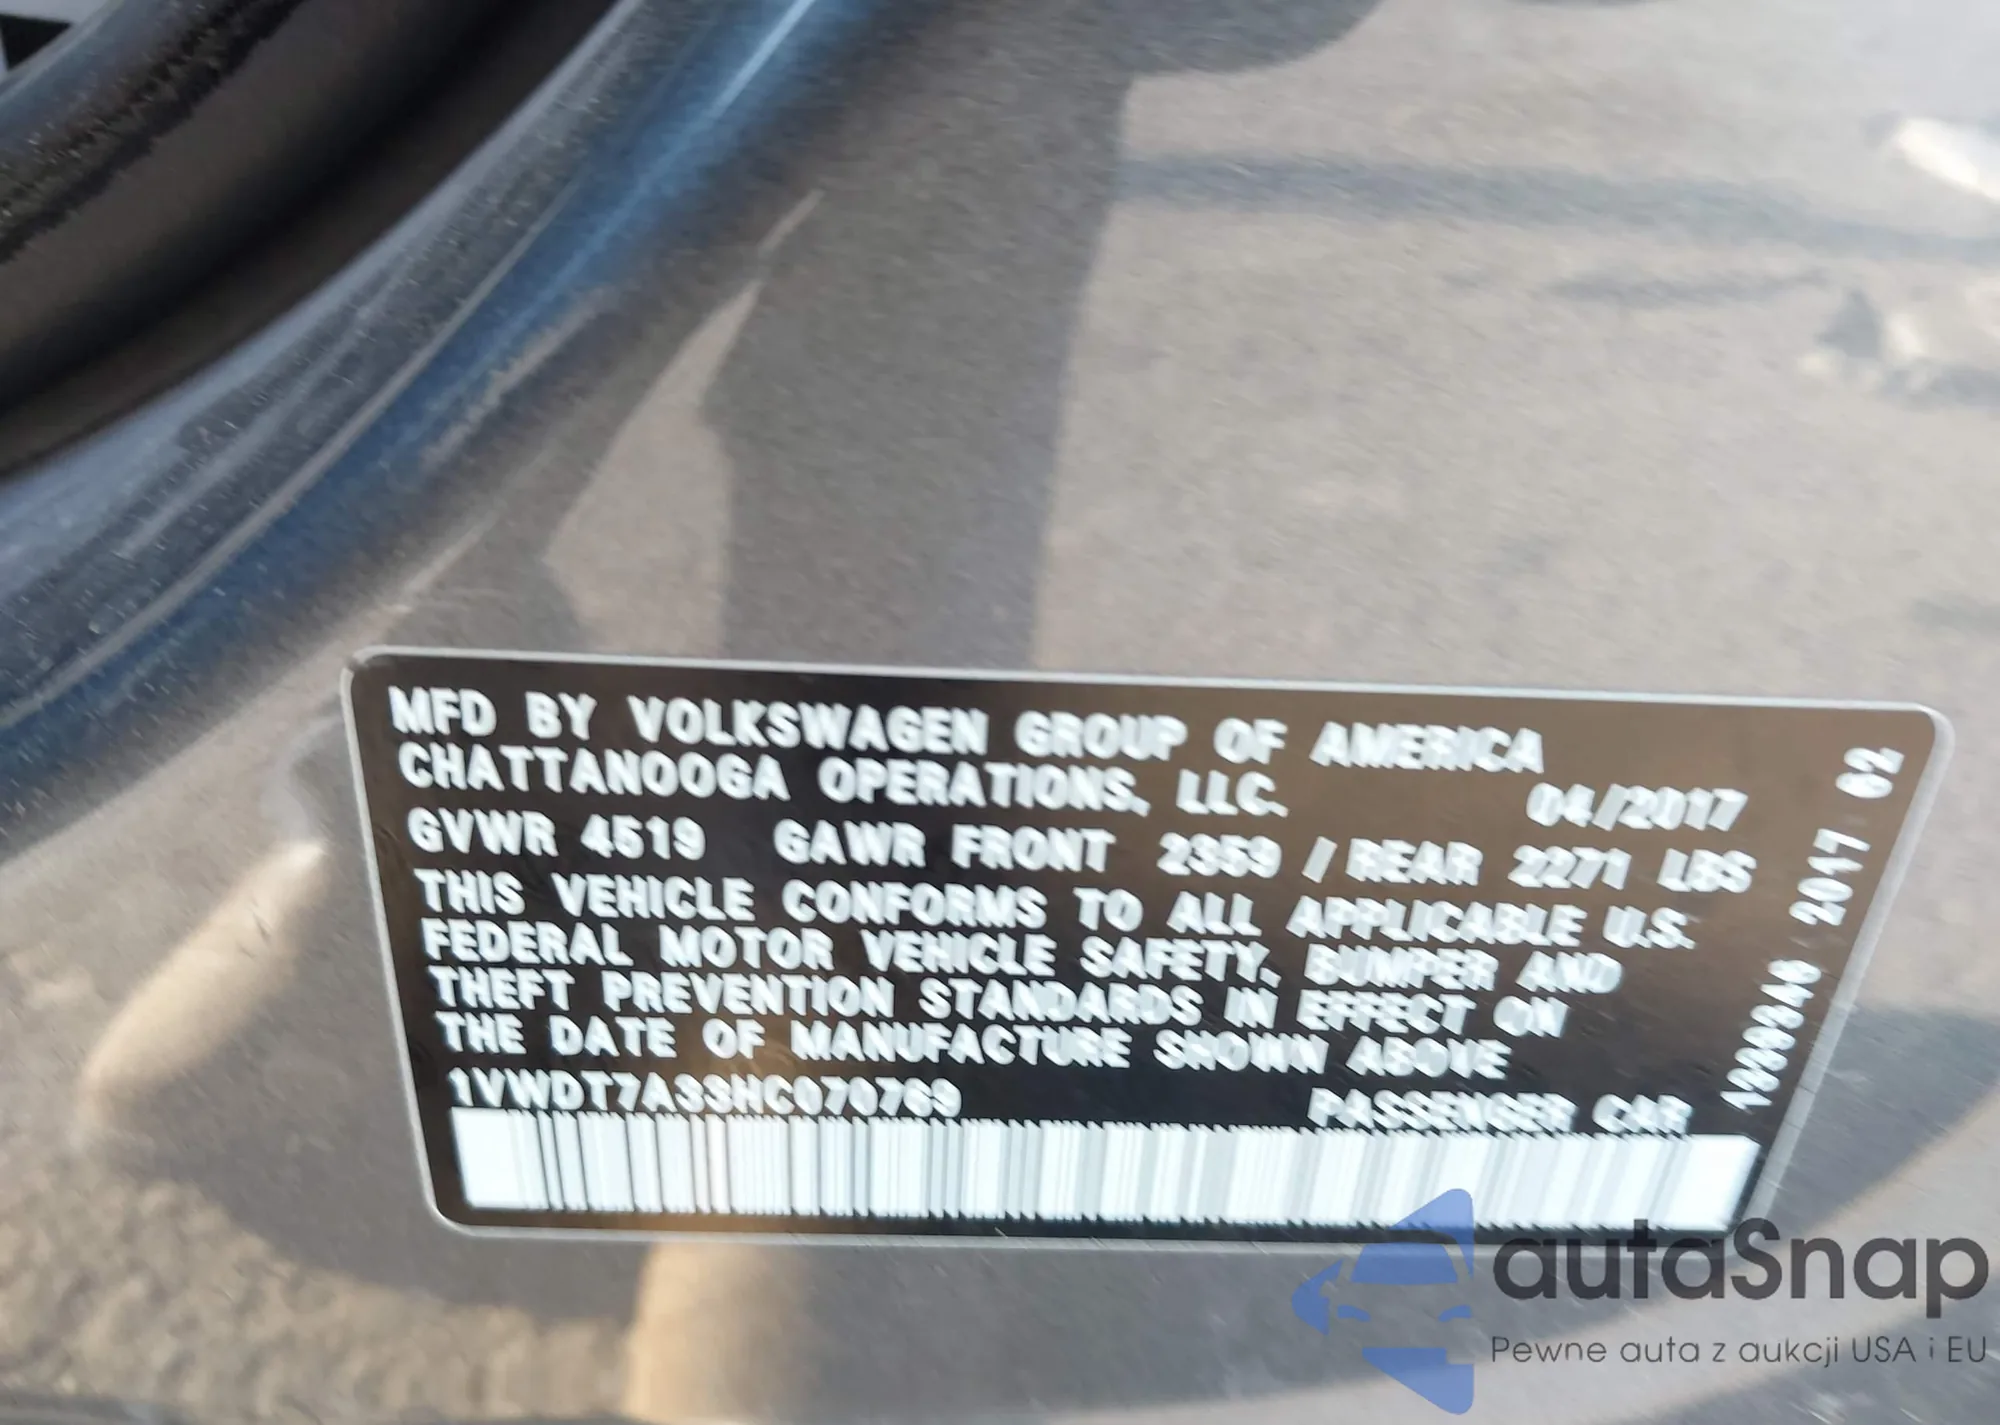 MFD BY VOLKSWAGEN GROUP OF AMERICA
CHATTANOOGA OPERATIONS, LLC. 04/2017
GVWR 4519 GAWR FRONT 2359 / REAR 2271 LBS
THIS VEHICLE CONFORMS TO ALL APPLICABLE U.S.
FEDERAL MOTOR VEHICLE SAFETY, BUMPER AND
THEFT PREVENTION STANDARDS IN EFFECT ON
THE DATE OF MANUFACTURE SHOWN ABOVE
1VWDT7A33HC070769 PASSENGER CAR
2017 02
autaSnap
Pewne auta z aukcji USA i EU